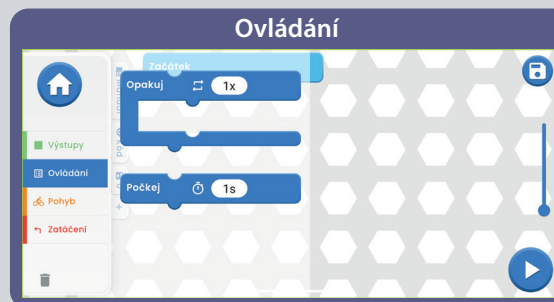 Ovládání
Začátek
Opakuj 1x
Výstupy
Ovládání
Počkej 1s
Pohyb
Zatáčení